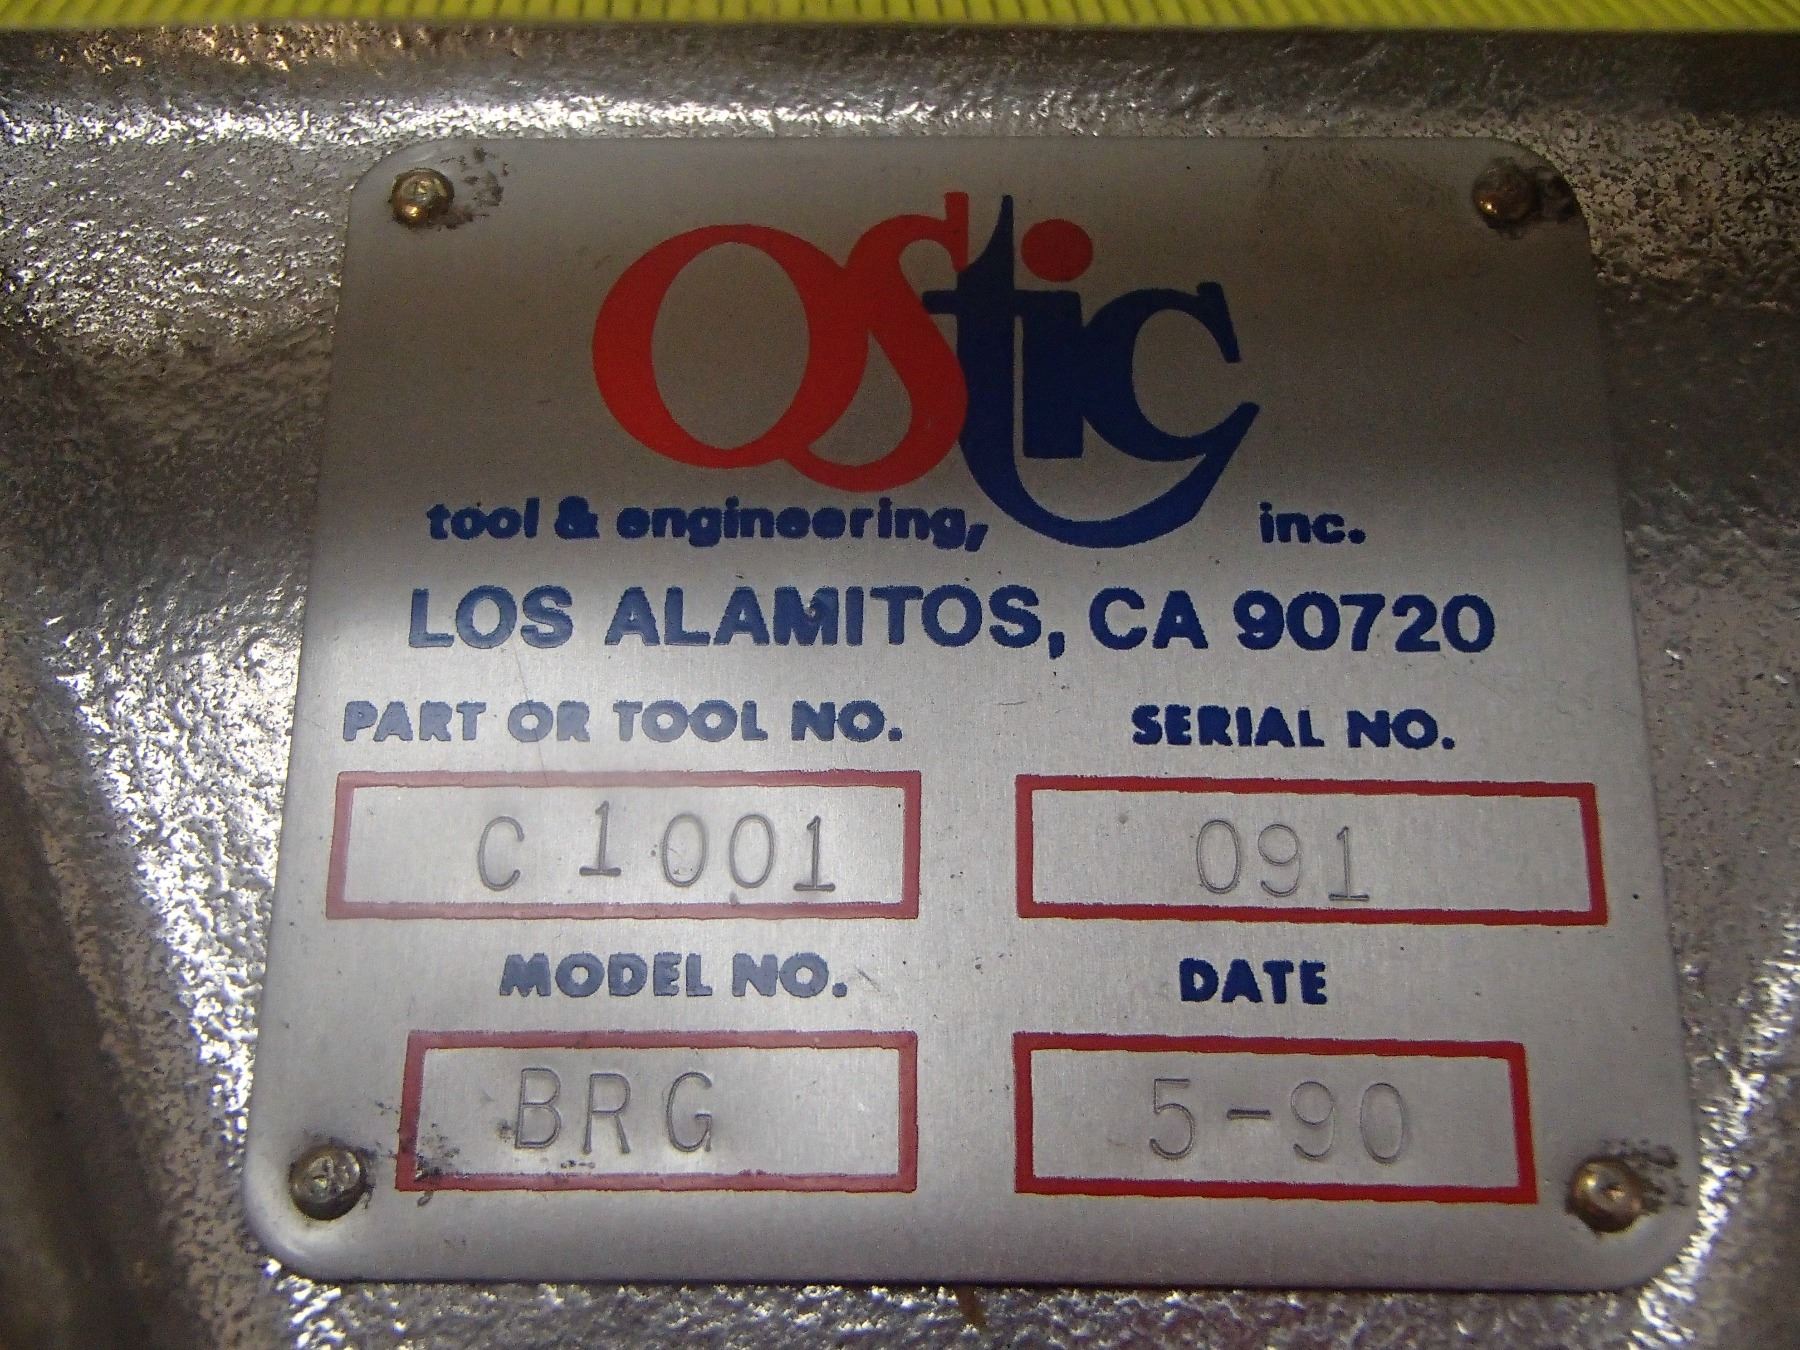 OStic
tool & engineering, inc.
LOS ALAMITOS, CA 90720
PART OR TOOL NO. SERIAL NO.
C 1001 091
MODEL NO. DATE
BRG 5-90